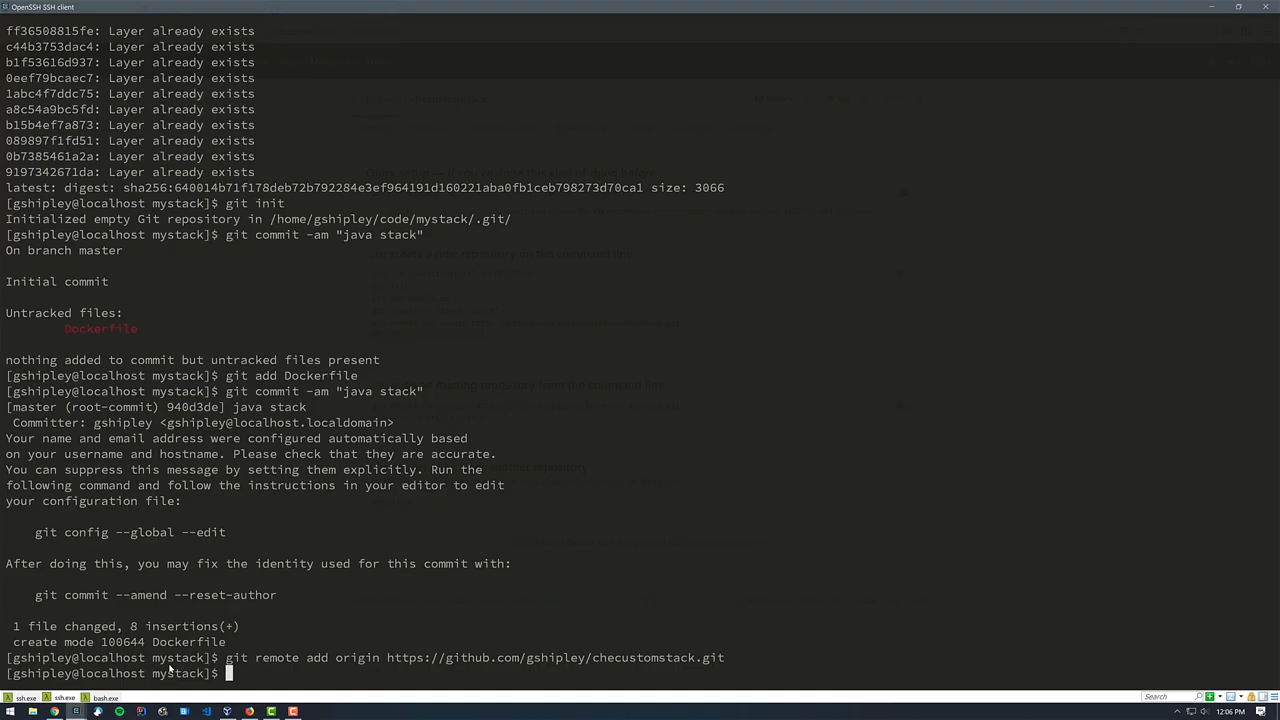 OpenSSH SSH client
ff36508815fe: Layer already exists
c44b3753dac4: Layer already exists
b1f53616d937: Layer already exists
0eef79bcaec7: Layer already exists
1abc4f7ddc75: Layer already exists
a8c54a9bc5fd: Layer already exists
b15b4ef7a873: Layer already exists
089897f1fd51: Layer already exists
0b7385461a2a: Layer already exists
9197342671da: Layer already exists
latest: digest: sha256:640014b71f178deb72b792284e3ef964191d160221aba0fb1ceb798273d70ca1 size: 3066
[gshipley@localhost mystack]$ git init
Initialized empty Git repository in /home/gshipley/code/mystack/.git/
[gshipley@localhost mystack]$ git commit -am "java stack"
On branch master
Initial commit
Untracked files:
Dockerfile
nothing added to commit but untracked files present
[gshipley@localhost mystack]$ git add Dockerfile
[gshipley@localhost mystack]$ git commit -am "java stack"
[master (root-commit) 940d3de] java stack
Committer: gshipley <gshipley@localhost.localdomain>
Your name and email address were configured automatically based
on your username and hostname. Please check that they are accurate.
You can suppress this message by setting them explicitly. Run the
following command and follow the instructions in your editor to edit
your configuration file:
git config --global --edit
After doing this, you may fix the identity used for this commit with:
git commit --amend --reset-author
1 file changed, 8 insertions(+)
create mode 100644 Dockerfile
[gshipley@localhost mystack]$ git remote add origin https://github.com/gshipley/checustomstack.git
[gshipley@localhost mystack]$
ssh.exe
ssh.exe
bash.exe
Search
12:06 PM